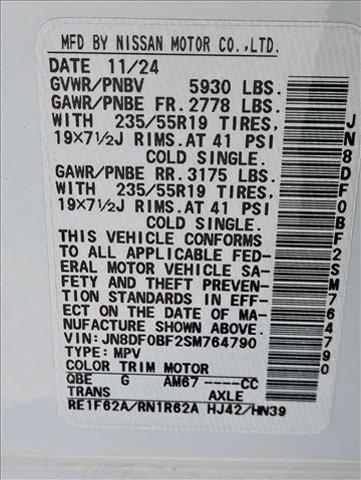 MFD BY NISSAN MOTOR CO.,LTD.
DATE 11/24
GVWR/PNBV 5930 LBS.
GAWR/PNBE FR. 2778 LBS.
WITH 235/55R19 TIRES,
19×7½J RIMS.AT 41 PSI
COLD SINGLE.
GAWR/PNBE RR. 3175 LBS.
WITH 235/55R19 TIRES,
19×7½J RIMS.AT 41 PSI
COLD SINGLE.
THIS VEHICLE CONFORMS
TO ALL APPLICABLE FED-
ERAL MOTOR VEHICLE SA-
FETY AND THEFT PREVEN-
TION STANDARDS IN EFF-
ECT ON THE DATE OF MA-
NUFACTURE SHOWN ABOVE.
VIN: JN8DF0BF2SM764790
TYPE: MPV
COLOR TRIM MOTOR
QBE G AM67-----CC
TRANS AXLE
RE1F62A/RN1R62A HJ42/HN39
JN8DF0BF2SM764790